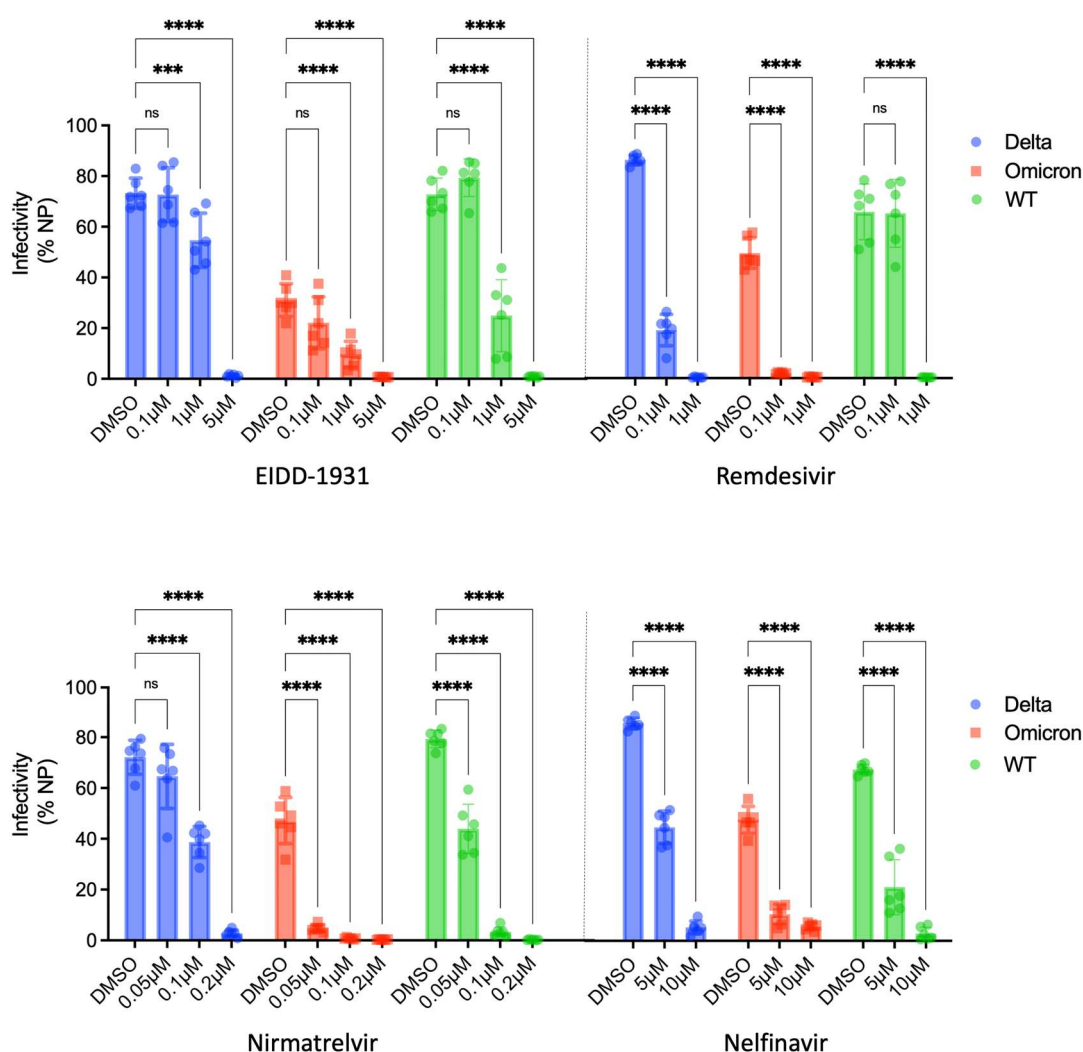 **** **** ****
*** **** **** **** **** ****
ns ns ns **** **** ns
100
80
60
40
20
0
Infectivity
(% NP)
Delta
Omicron
WT
DMSO 0.1µM 1µM 5µM DMSO 0.1µM 1µM 5µM DMSO 0.1µM 1µM 5µM DMSO 0.1µM 1µM DMSO 0.1µM 1µM DMSO 0.1µM 1µM
EIDD-1931 Remdesivir
**** **** ****
**** **** **** **** **** ****
ns **** **** **** **** ****
100
80
60
40
20
0
Infectivity
(% NP)
Delta
Omicron
WT
DMSO 0.05µM 0.1µM 0.2µM DMSO 0.05µM 0.1µM 0.2µM DMSO 0.05µM 0.1µM 0.2µM DMSO 5µM 10µM DMSO 5µM 10µM DMSO 5µM 10µM
Nirmatrelvir Nelfinavir